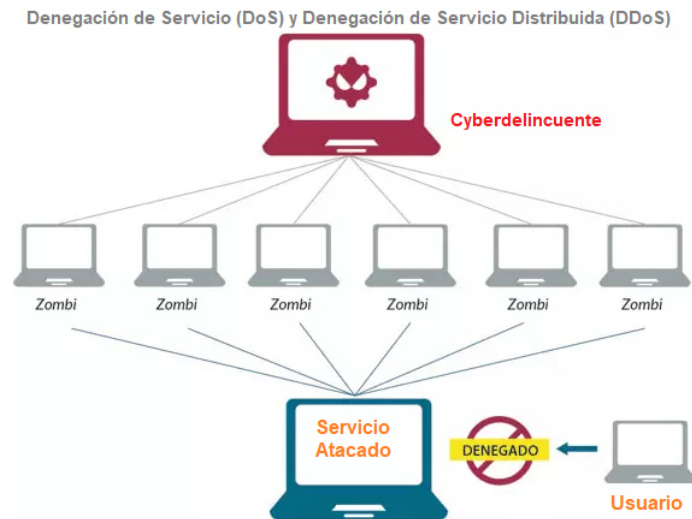 Denegación de Servicio (DoS) y Denegación de Servicio Distribuida (DDoS)
Cyberdelincuente
Zombi
Zombi
Zombi
Zombi
Zombi
Zombi
Servicio
Atacado
DENEGADO
Usuario